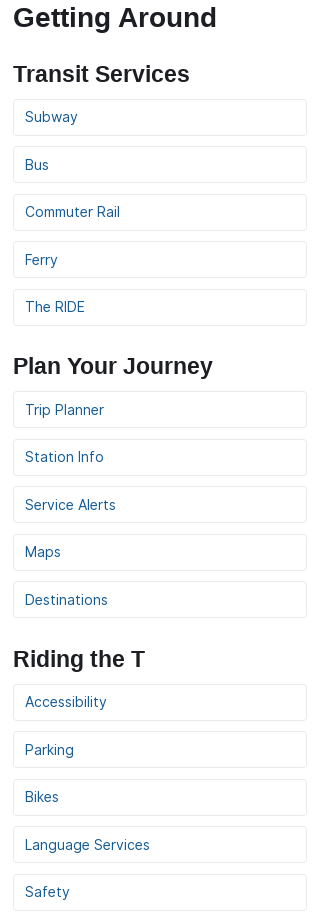 Getting Around
Transit Services
Subway
Bus
Commuter Rail
Ferry
The RIDE
Plan Your Journey
Trip Planner
Station Info
Service Alerts
Maps
Destinations
Riding the T
Accessibility
Parking
Bikes
Language Services
Safety